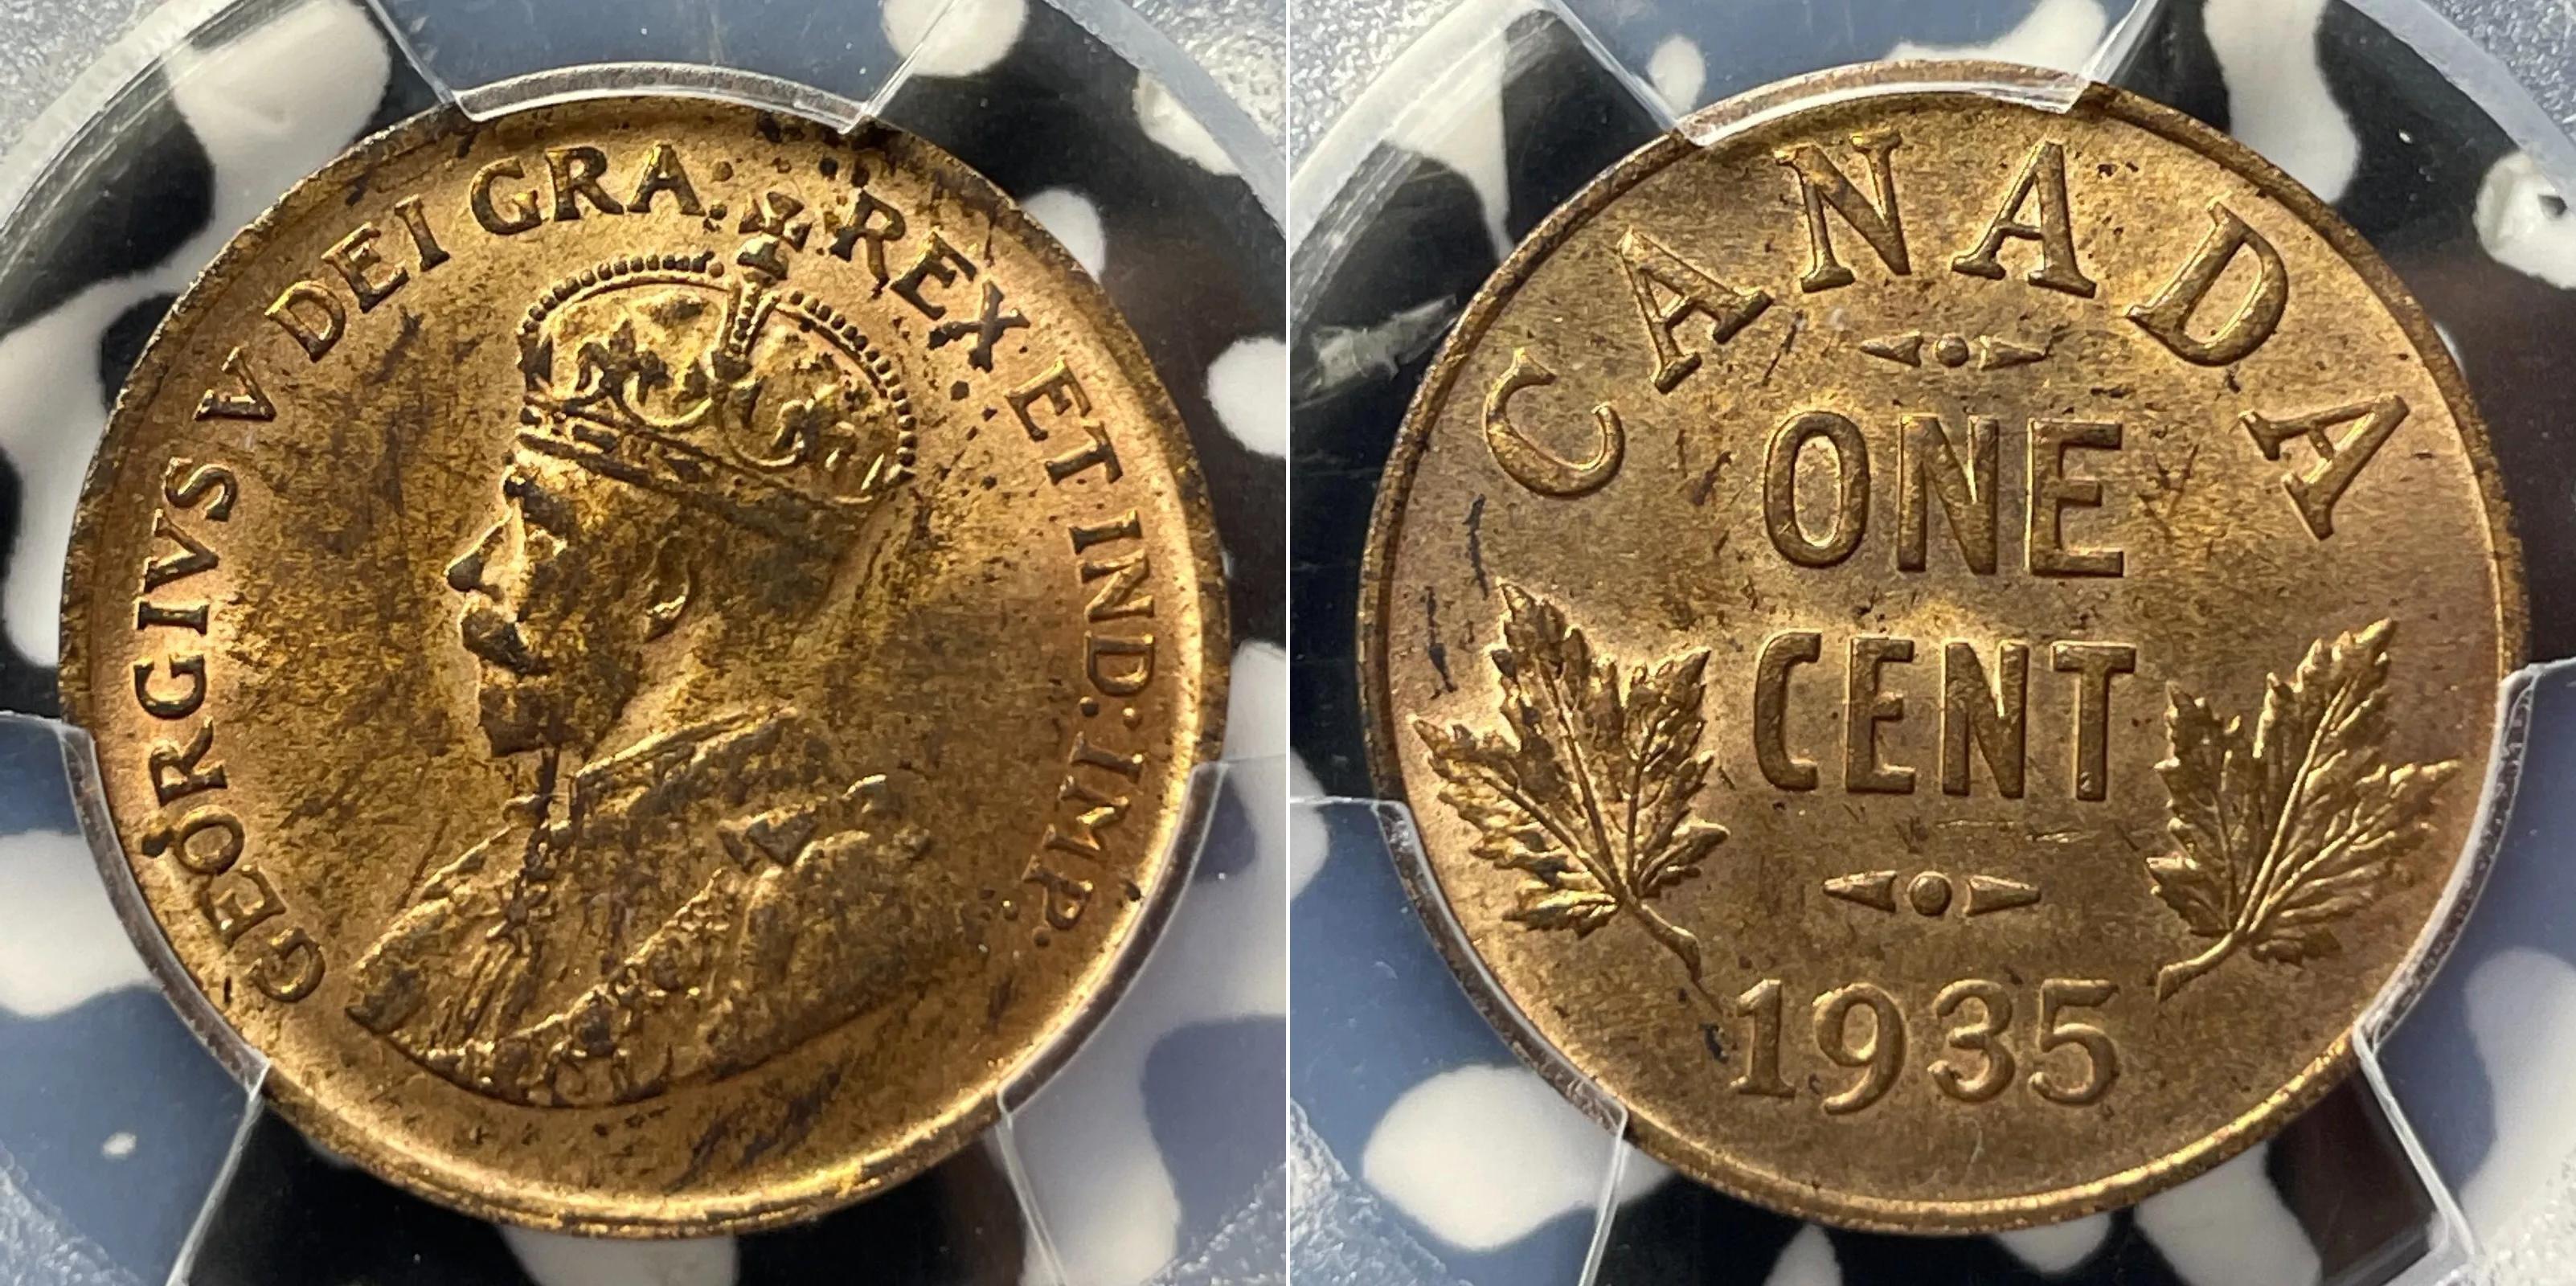 GEORGIVS V DEI GRA: REX ET IND: IMP:
CANADA
ONE
CENT
1935